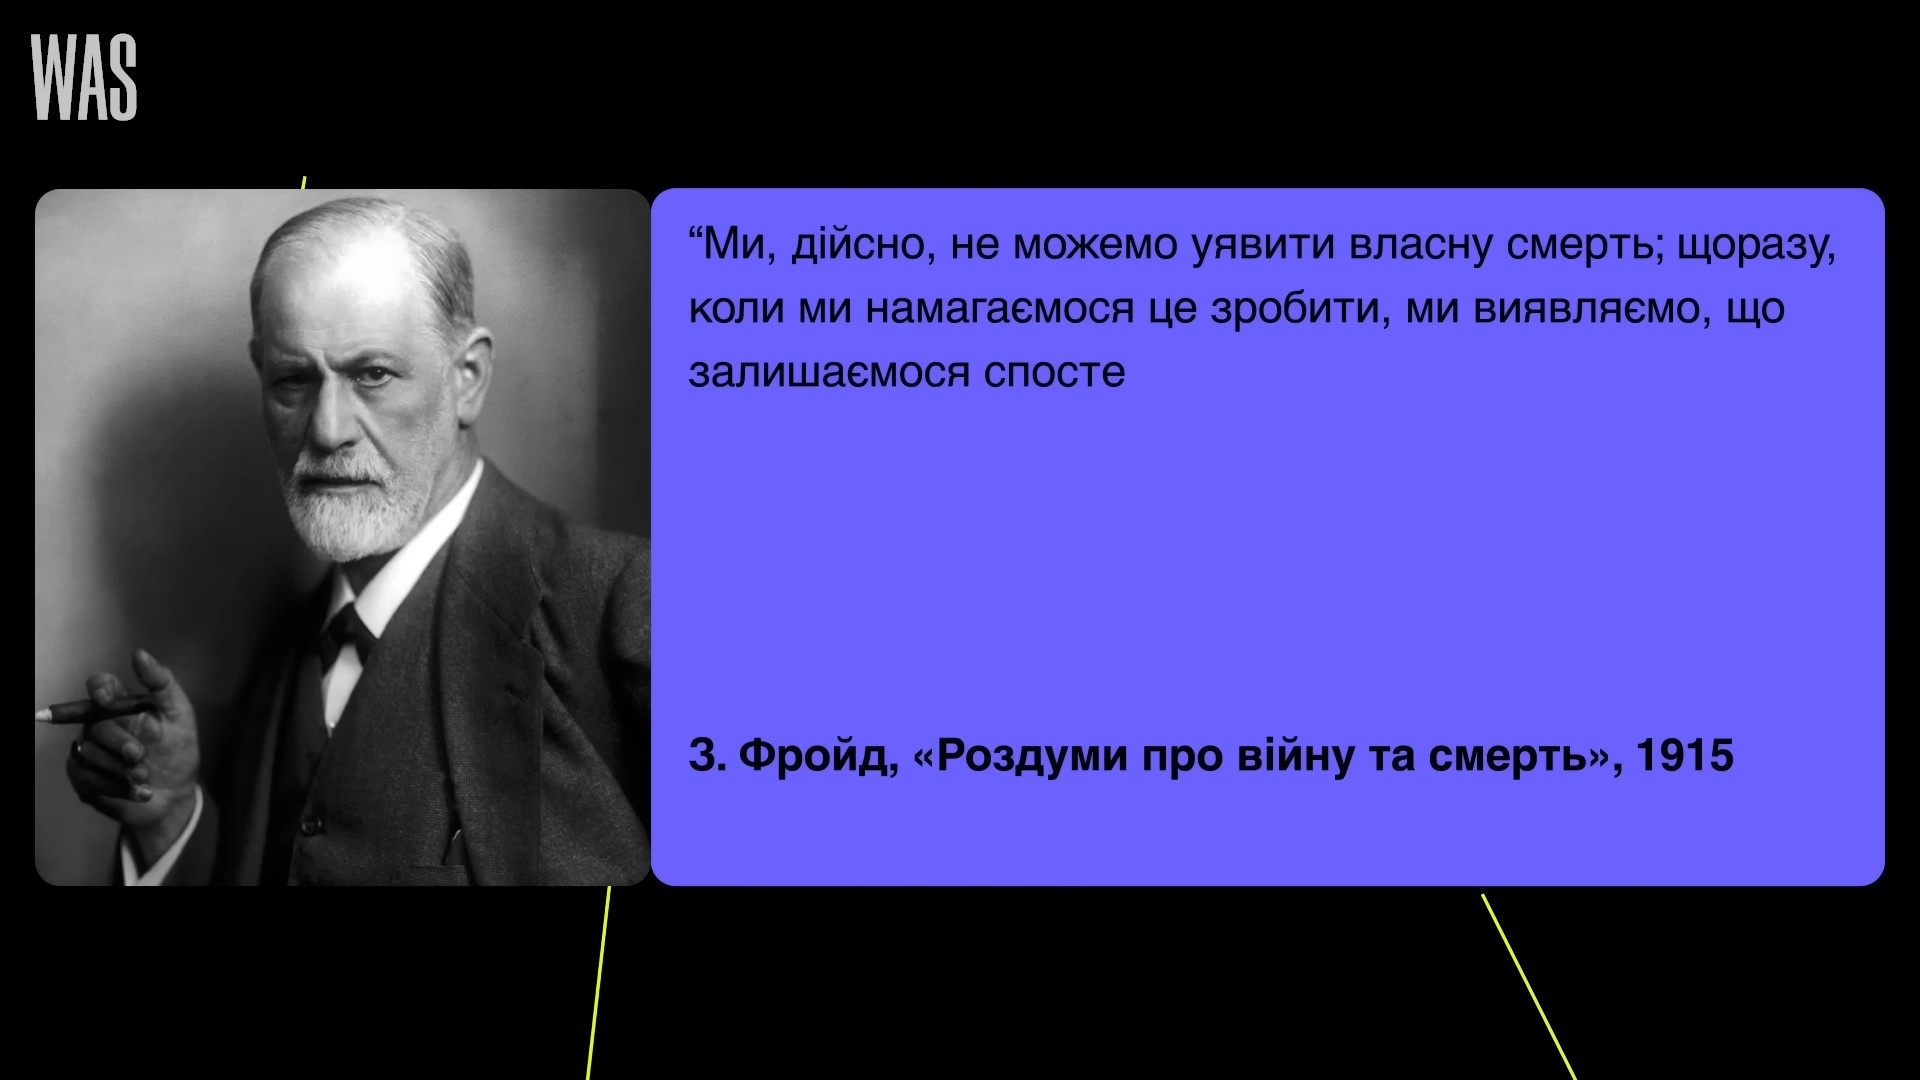 WAS
“Ми, дійсно, не можемо уявити власну смерть; щоразу,
коли ми намагаємося це зробити, ми виявляємо, що
залишаємося спосте
З. Фройд, «Роздуми про війну та смерть», 1915